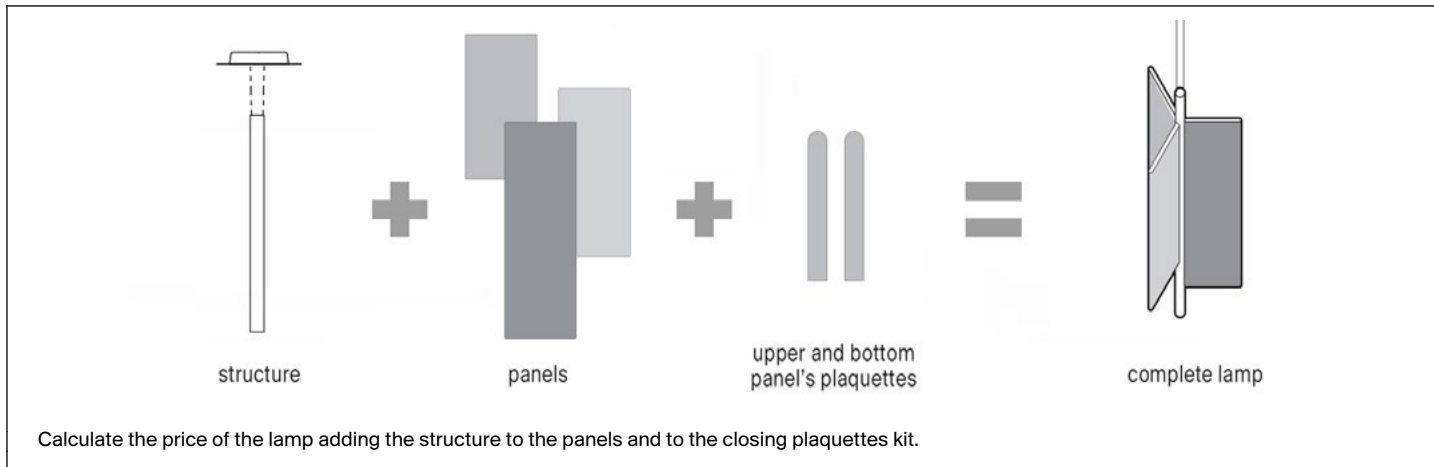 structure
panels
upper and bottom
panel's plaquettes
complete lamp
Calculate the price of the lamp adding the structure to the panels and to the closing plaquettes kit.